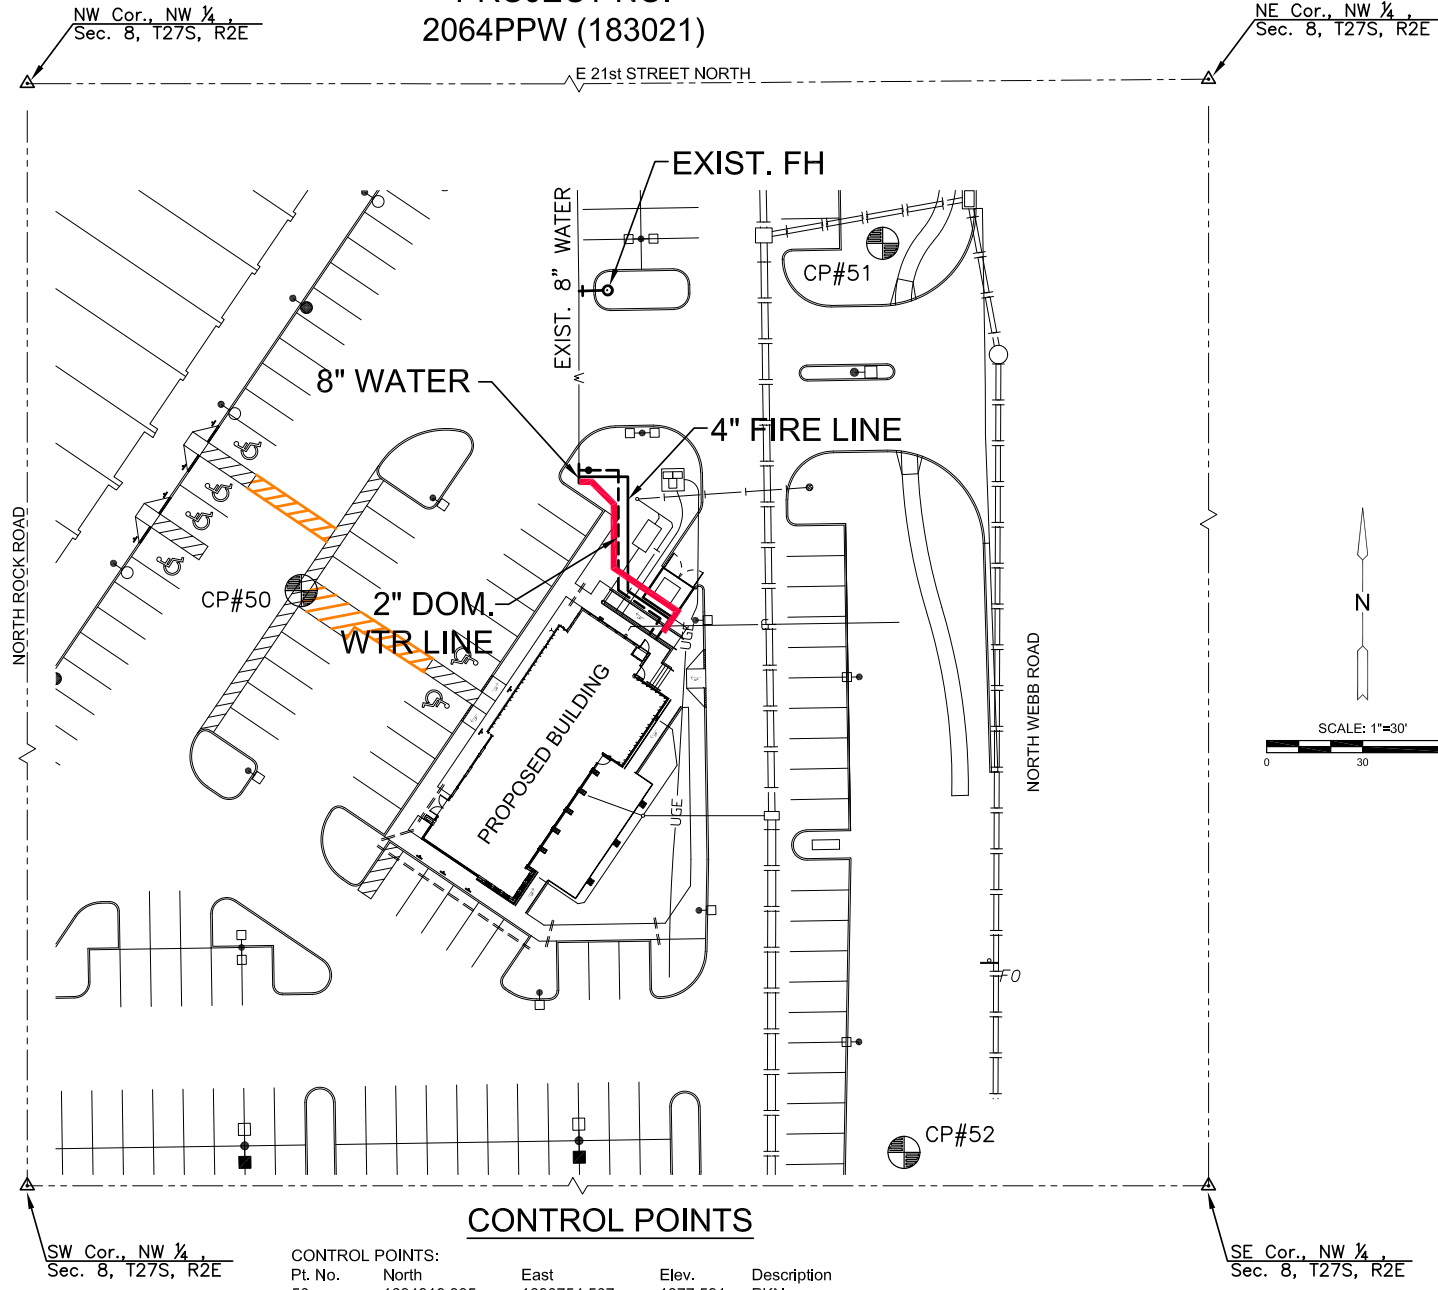 2064PPW (183021)
NW Cor., NW ¼ ,
Sec. 8, T27S, R2E
NE Cor., NW ¼ ,
Sec. 8, T27S, R2E
E 21st STREET NORTH
EXIST. FH
EXIST. 8" WATER
W
CP#51
8" WATER
4" FIRE LINE
NORTH ROCK ROAD
CP#50
2" DOM.
WTR LINE
UGE
PROPOSED BUILDING
UGE
NORTH WEBB ROAD
N
SCALE: 1"=30'
0 30
FO
CP#52
CONTROL POINTS
SW Cor., NW ¼ ,
Sec. 8, T27S, R2E
SE Cor., NW ¼ ,
Sec. 8, T27S, R2E
CONTROL POINTS:
Pt. No. North East Elev. Description